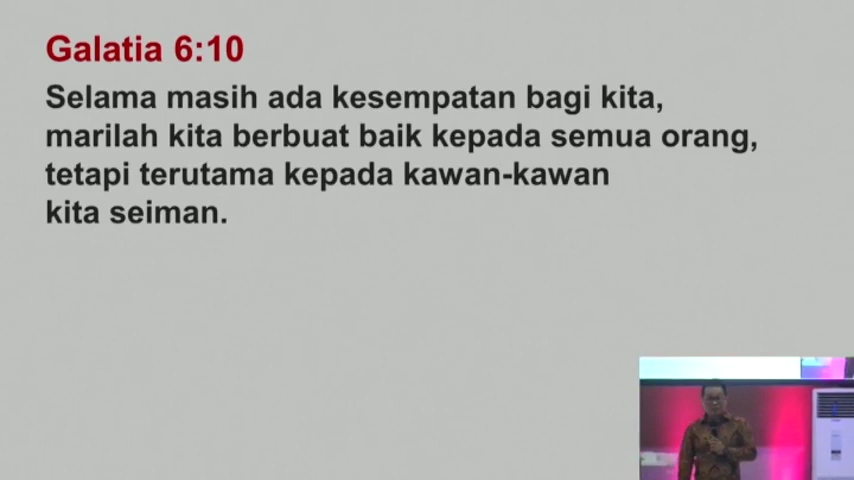 Galatia 6:10
Selama masih ada kesempatan bagi kita,
marilah kita berbuat baik kepada semua orang,
tetapi terutama kepada kawan-kawan
kita seiman.